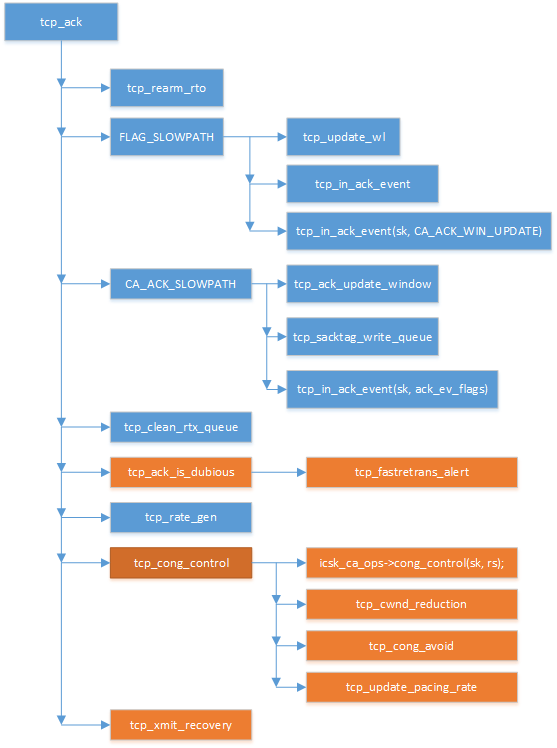 tcp_ack
tcp_rearm_rto
FLAG_SLOWPATH
tcp_update_wl
tcp_in_ack_event
tcp_in_ack_event(sk, CA_ACK_WIN_UPDATE)
CA_ACK_SLOWPATH
tcp_ack_update_window
tcp_sacktag_write_queue
tcp_in_ack_event(sk, ack_ev_flags)
tcp_clean_rtx_queue
tcp_ack_is_dubious
tcp_fastretrans_alert
tcp_rate_gen
tcp_cong_control
icsk_ca_ops->cong_control(sk, rs);
tcp_cwnd_reduction
tcp_cong_avoid
tcp_update_pacing_rate
tcp_xmit_recovery